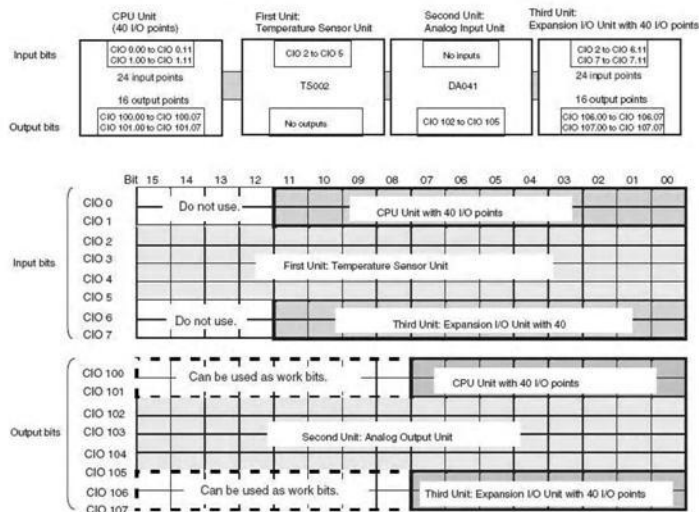 CPU Unit
(40 I/O points)
First Unit:
Temperature Sensor Unit
Second Unit:
Analog Input Unit
Third Unit:
Expansion I/O Unit with 40 points
Input bits
CIO 0.00 to CIO 0.11
CIO 1.00 to CIO 1.11
24 input points
16 output points
Output bits
CIO 100.00 to CIO 100.07
CIO 101.00 to CIO 101.07
CIO 2 to CIO 5
TS002
No outputs
No inputs
DA041
CIO 102 to CIO 105
CIO 2 to CIO 6.11
CIO 7 to CIO 7.11
24 input points
16 output points
CIO 106.00 to CIO 106.07
CIO 107.00 to CIO 107.07
Bit 15 14 13 12 11 10 09 08 07 06 05 04 03 02 01 00
Input bits
CIO 0
CIO 1
Do not use.
CPU Unit with 40 I/O points
CIO 2
CIO 3
CIO 4
CIO 5
First Unit: Temperature Sensor Unit
CIO 6
CIO 7
Do not use.
Third Unit: Expansion I/O Unit with 40
Output bits
CIO 100
CIO 101
Can be used as work bits.
CPU Unit with 40 I/O points
CIO 102
CIO 103
CIO 104
Second Unit: Analog Output Unit
CIO 105
CIO 106
CIO 107
Can be used as work bits.
Third Unit: Expansion I/O Unit with 40 I/O points